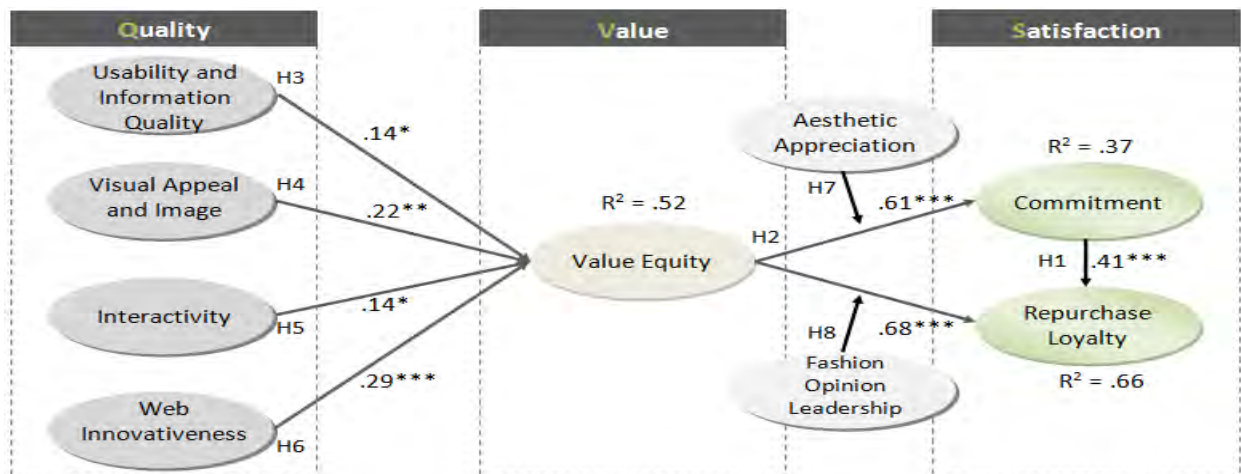 Quality
Value
Satisfaction
Usability and
Information
Quality
H3
.14*
Visual Appeal
and Image
H4
.22**
Interactivity
H5
.14*
Web
Innovativeness
H6
.29***
R² = .52
Value Equity
H2
Aesthetic
Appreciation
H7
.61***
R² = .37
Commitment
H1
.41***
H8
.68***
Fashion
Opinion
Leadership
Repurchase
Loyalty
R² = .66